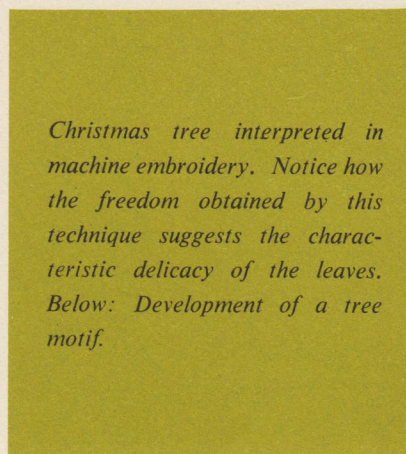 Christmas tree interpreted in
machine embroidery. Notice how
the freedom obtained by this
technique suggests the charac-
teristic delicacy of the leaves.
Below: Development of a tree
motif.